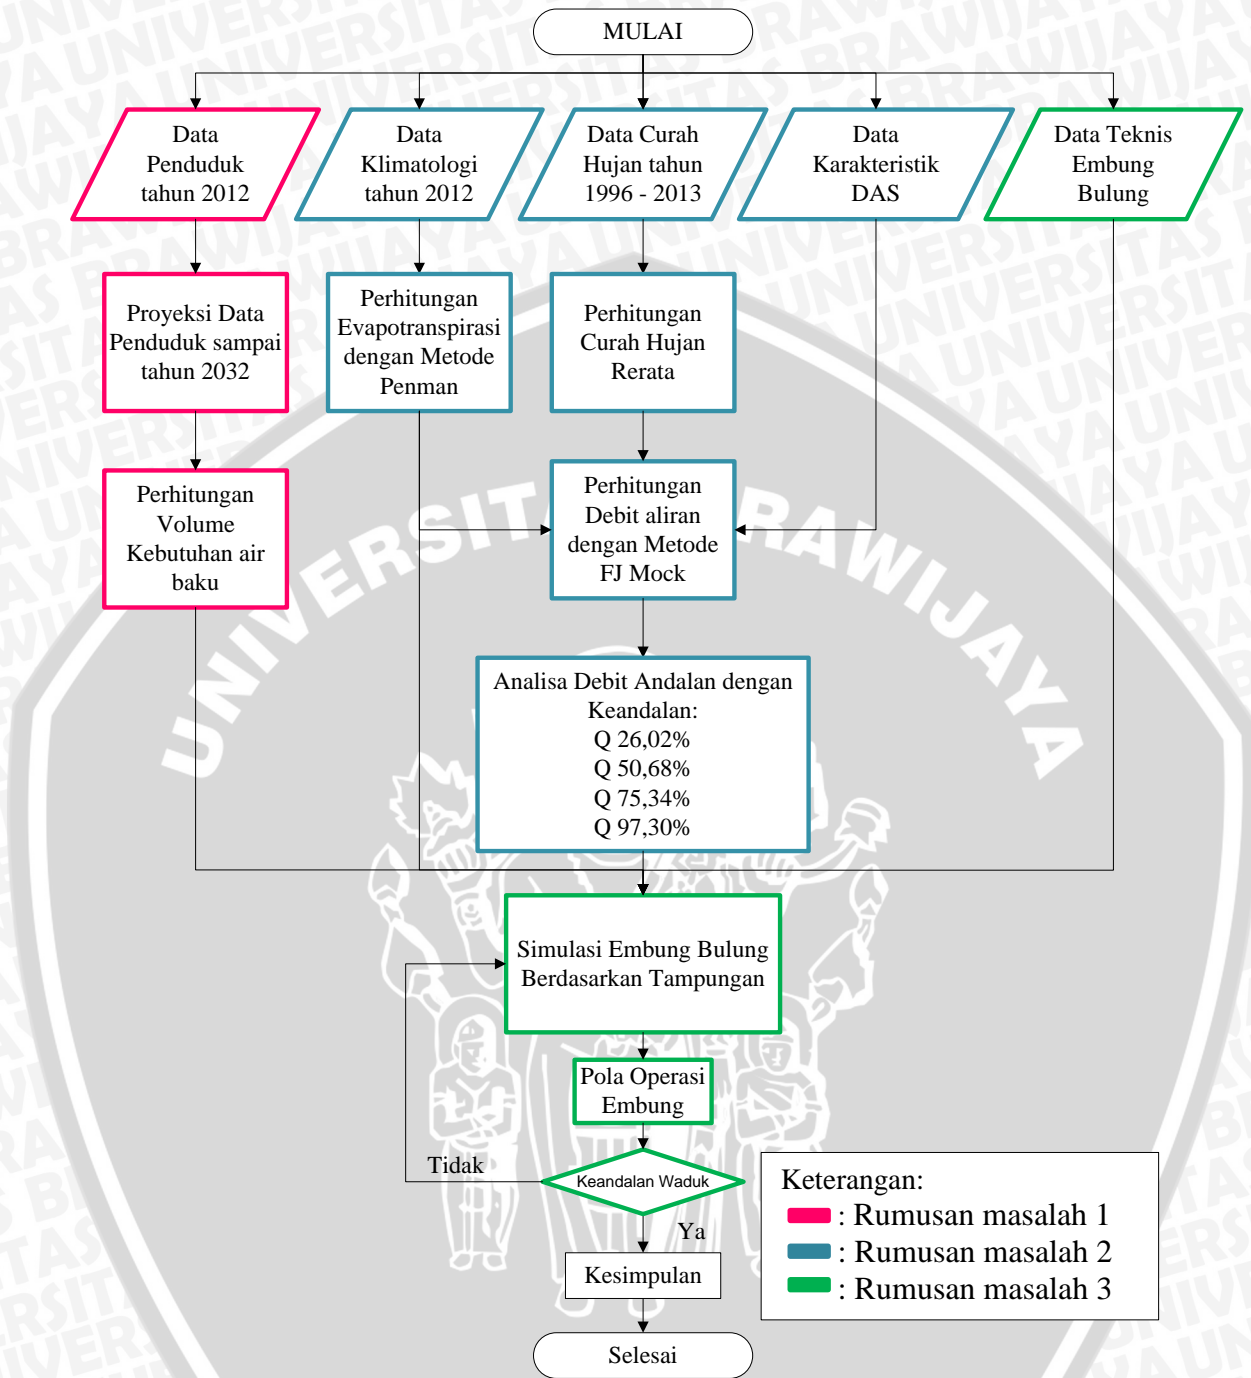 MULAI
Data
Penduduk
tahun 2012
Data
Klimatologi
tahun 2012
Data Curah
Hujan tahun
1996 - 2013
Data
Karakteristik
DAS
Data Teknis
Embung
Bulung
Proyeksi Data
Penduduk sampai
tahun 2032
Perhitungan
Evapotranspirasi
dengan Metode
Penman
Perhitungan
Curah Hujan
Rerata
Perhitungan
Volume
Kebutuhan air
baku
Perhitungan
Debit aliran
dengan Metode
FJ Mock
Analisa Debit Andalan dengan
Keandalan:
Q 26,02%
Q 50,68%
Q 75,34%
Q 97,30%
Simulasi Embung Bulung
Berdasarkan Tampungan
Pola Operasi
Embung
Tidak
Keandalan Waduk
Ya
Kesimpulan
Selesai
Keterangan:
: Rumusan masalah 1
: Rumusan masalah 2
: Rumusan masalah 3